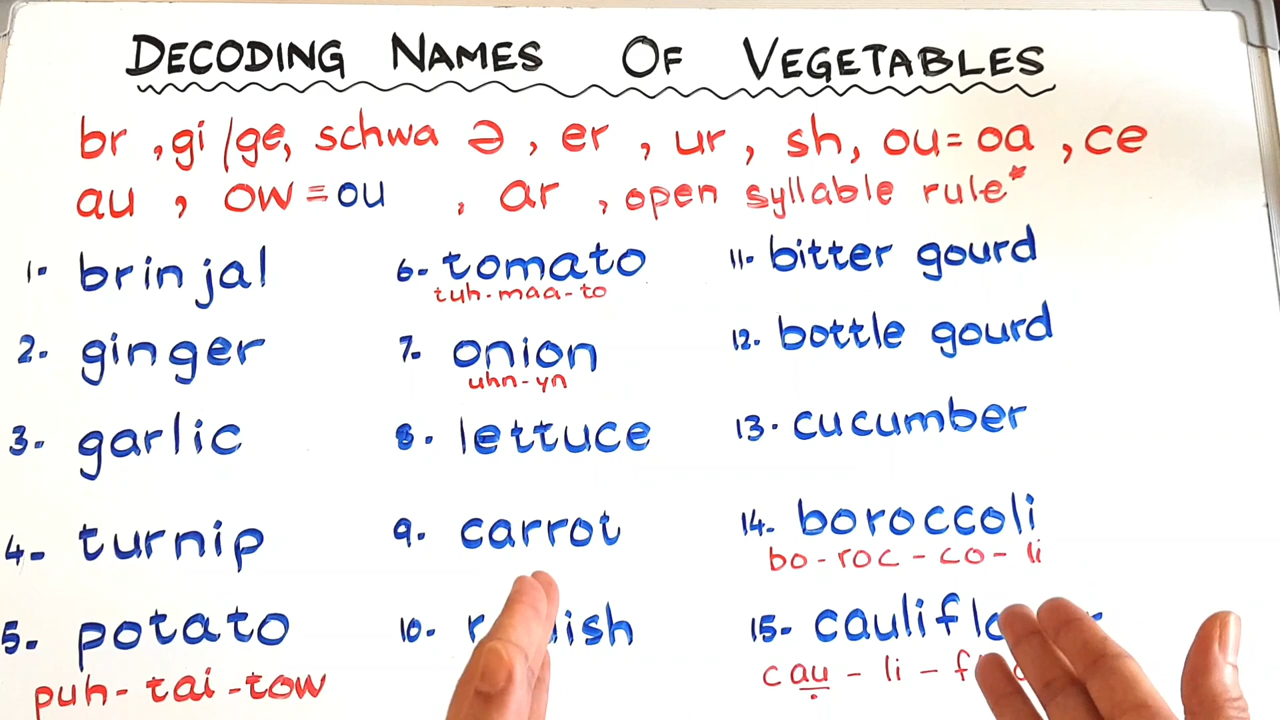 DECODING NAMES OF VEGETABLES
br , gi /ge, schwa ə , er , ur , sh, ou=oa , ce
au , ow = ou , ar , open syllable rule*
1- brinjal
2- ginger
3- garlic
4- turnip
5. potato
puh- tai -tow
6- tomato
tuh-maa-to
7. onion
uhn-yn
8. lettuce
9. carrot
10.
11- bitter gourd
12. bottle gourd
13. cucumber
14. boroccoli
bo-roc-co-li
15-
cau - li -